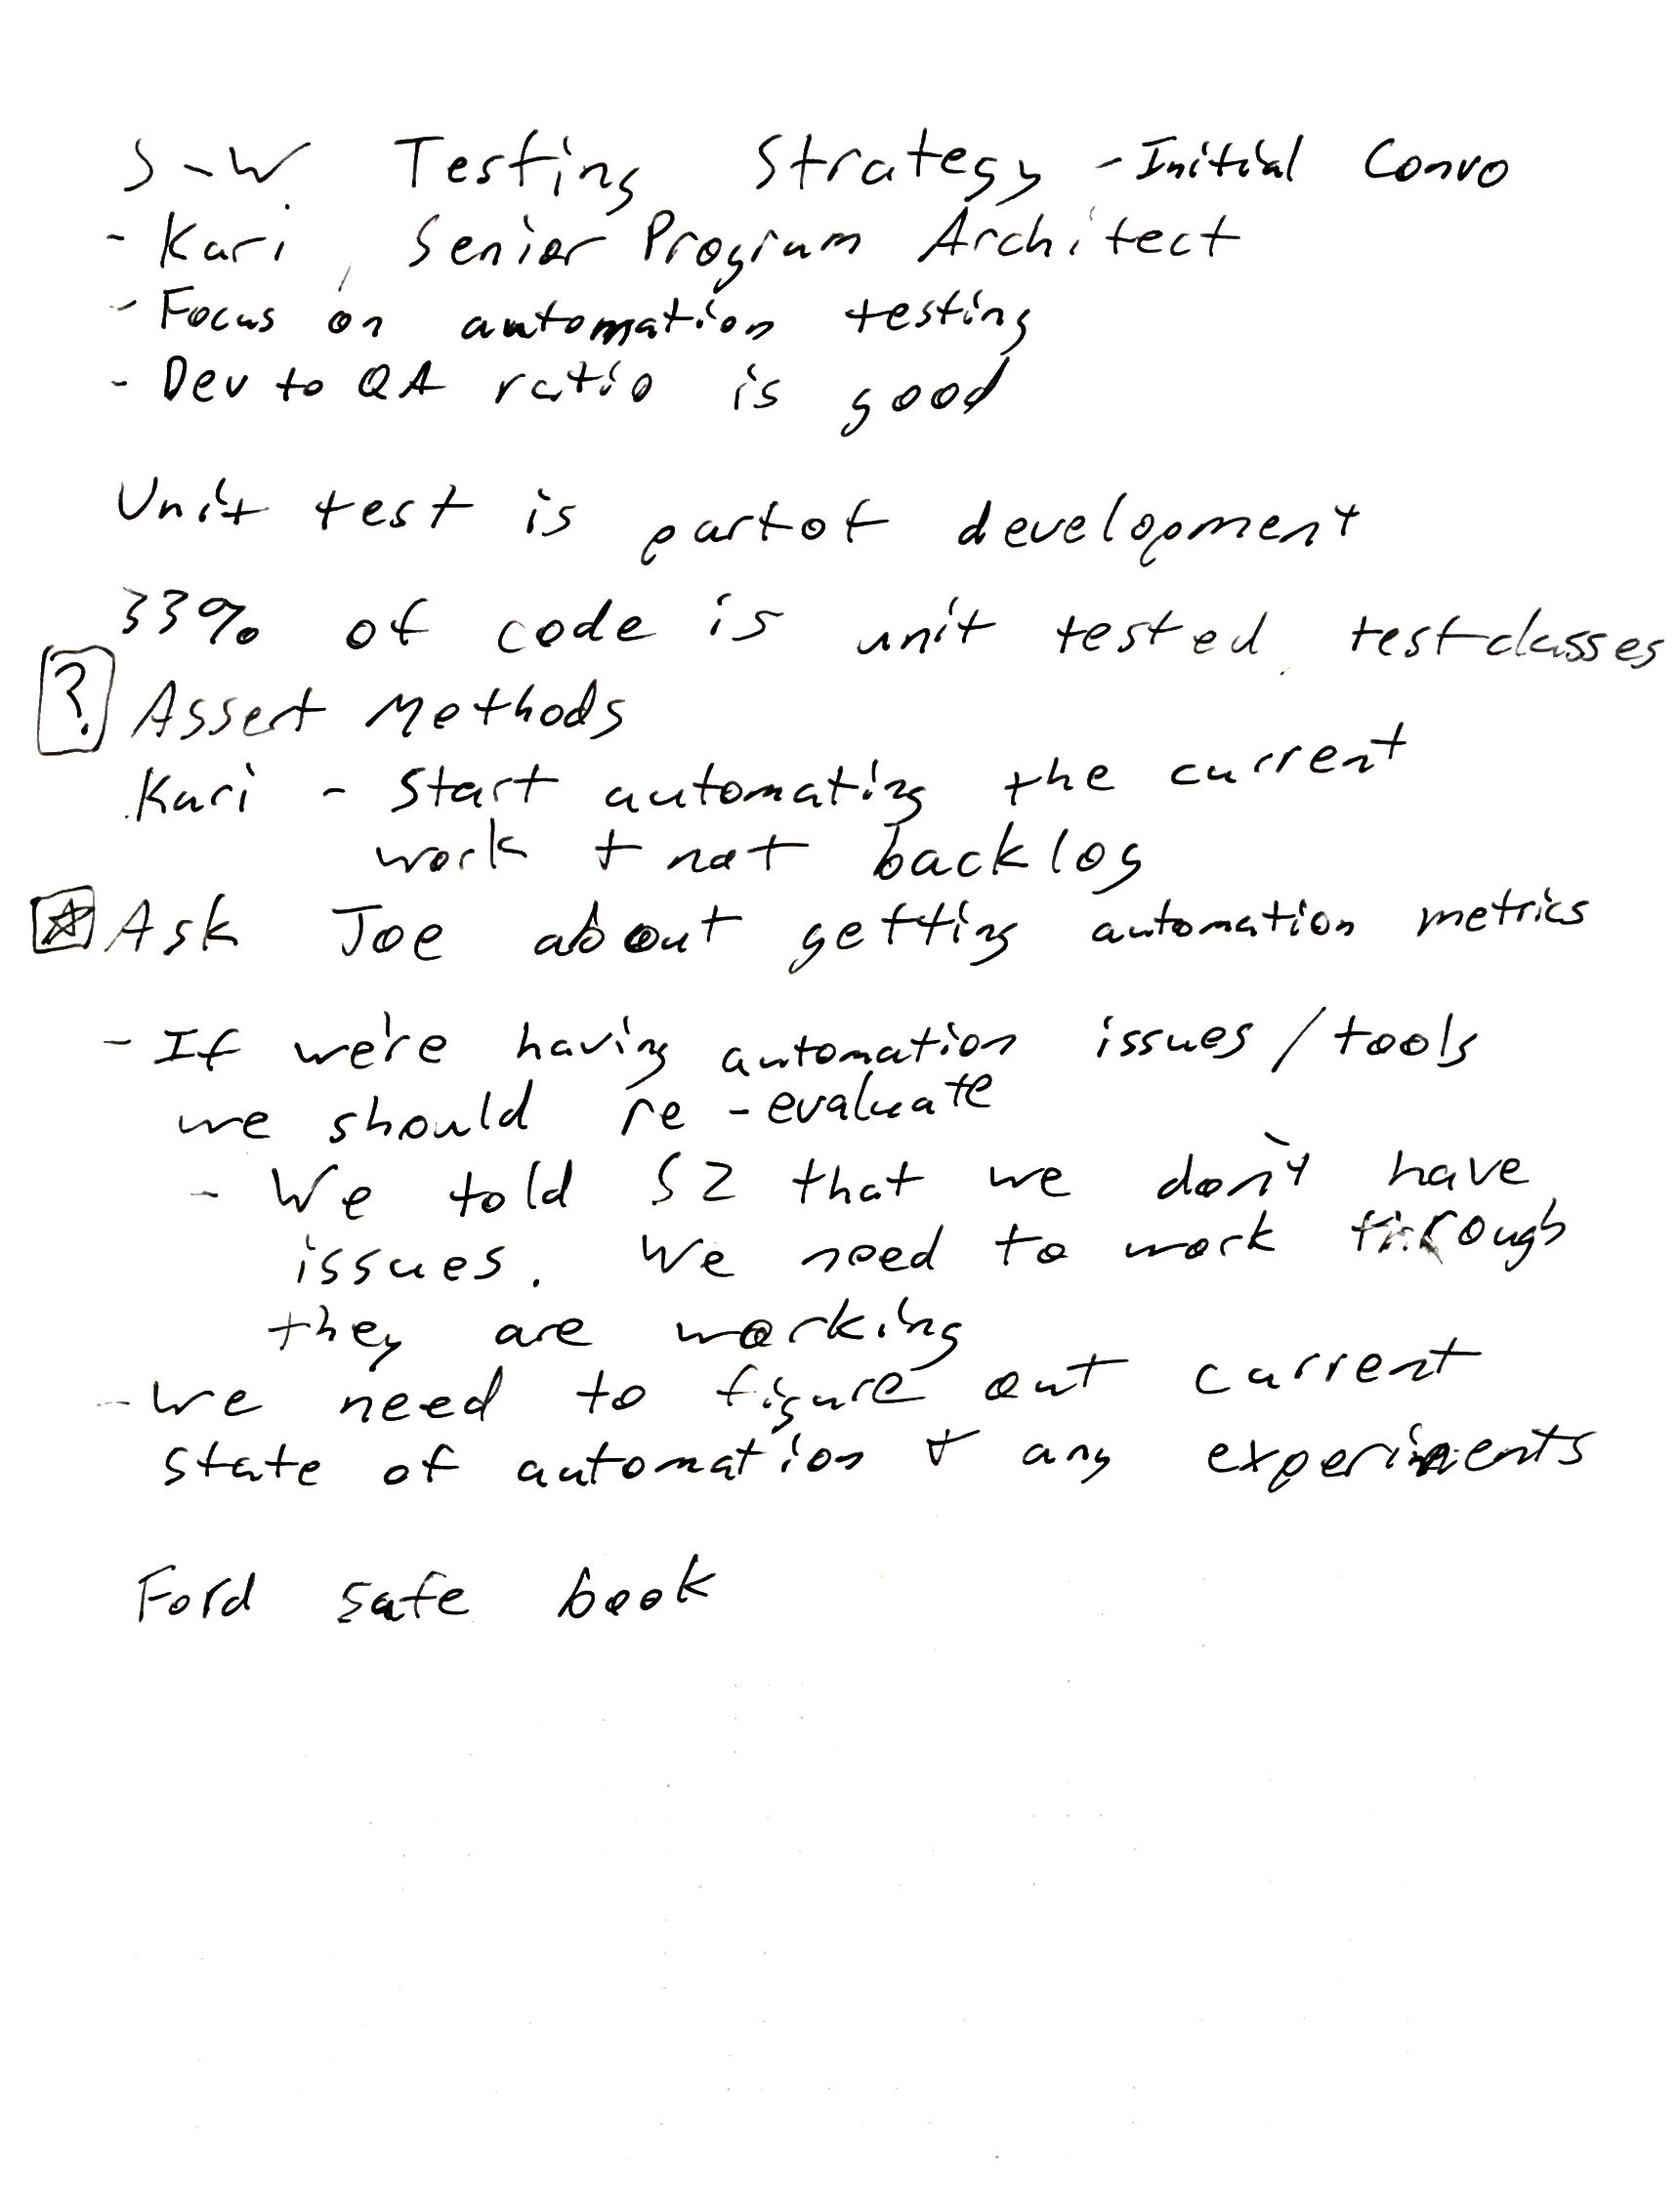 S-W Testing Strategy - Initial Convo
- Kari, Senior Program Architect
- Focus on automation testing
- Dev to QA ratio is good
Unit test is part of development
33% of code is unit tested. test classes
? Assert Methods
Kari - Start automating the current
work + not backlog
☆ Ask Joe about getting automation metrics
- If we're having automation issues / tools
we should re-evaluate
- We told S2 that we don't have
issues. We need to work through
they are working
- We need to figure out current
state of automation + any experiments
Ford safe book